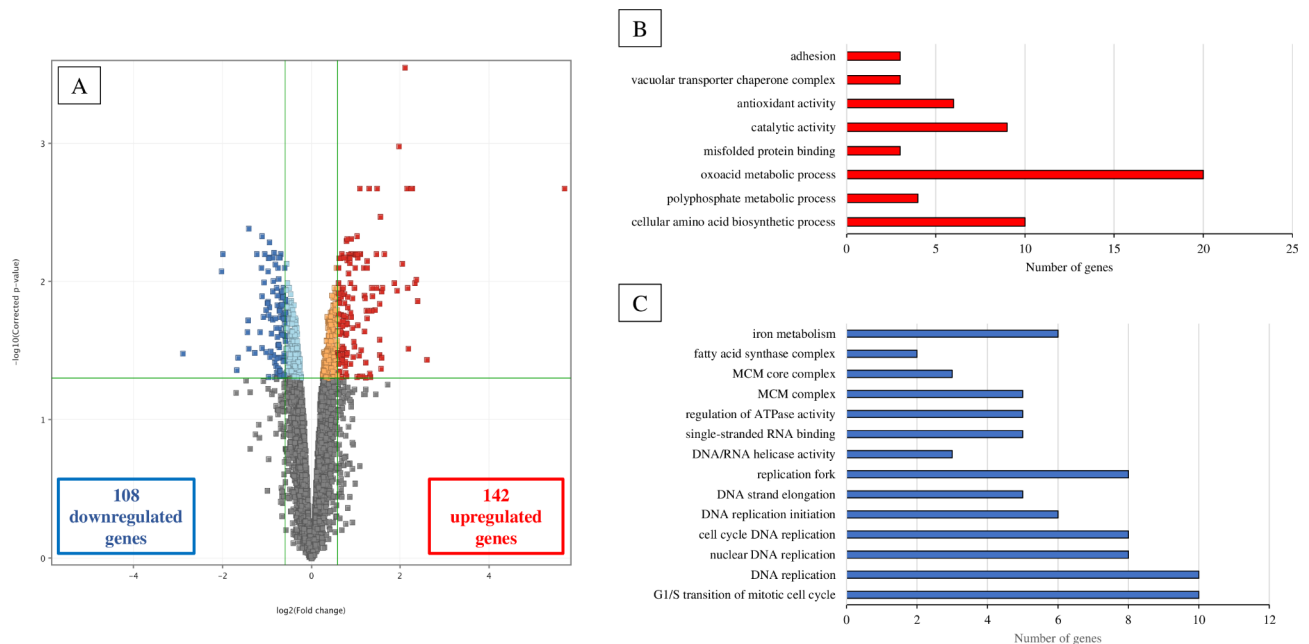 A
-log10(Corrected p-value)
3
2
1
0
-4
-2
0
2
4
log2(Fold change)
108
downregulated
genes
142
upregulated
genes
B
adhesion
vacuolar transporter chaperone complex
antioxidant activity
catalytic activity
misfolded protein binding
oxoacid metabolic process
polyphosphate metabolic process
cellular amino acid biosynthetic process
0
5
10
15
20
25
Number of genes
C
iron metabolism
fatty acid synthase complex
MCM core complex
MCM complex
regulation of ATPase activity
single-stranded RNA binding
DNA/RNA helicase activity
replication fork
DNA strand elongation
DNA replication initiation
cell cycle DNA replication
nuclear DNA replication
DNA replication
G1/S transition of mitotic cell cycle
0
2
4
6
8
10
12
Number of genes